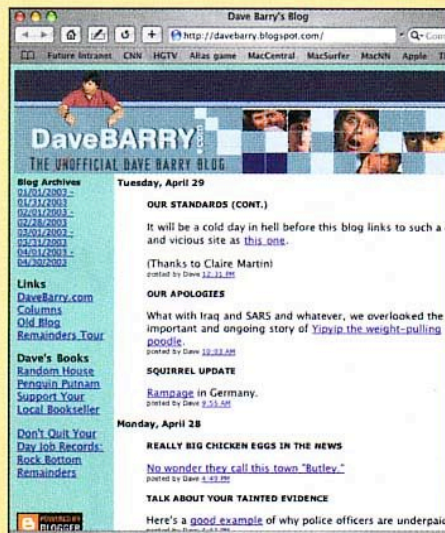 Dave Barry's Blog
http://davebarry.blogspot.com/
Future Intranet CNN HGTV Alias game MacCentral MacSurfer MacNN Apple
DaveBARRY.com
THE UNOFFICIAL DAVE BARRY BLOG
Blog Archives
01/01/2003 -
01/31/2003
02/01/2003 -
02/28/2003
03/01/2003 -
03/31/2003
04/01/2003 -
04/30/2003
Links
DaveBarry.com
Columns
Old Blog
Remainders Tour
Dave's Books
Random House
Penguin Putnam
Support Your
Local Bookseller
Don't Quit Your
Day Job Records:
Rock Bottom
Remainders
POWERED BY
BLOGGER
Tuesday, April 29
OUR STANDARDS (CONT.)
It will be a cold day in hell before this blog links to such a
and vicious site as this one.
(Thanks to Claire Martin)
posted by Dave 12:31 PM
OUR APOLOGIES
What with Iraq and SARS and whatever, we overlooked the
important and ongoing story of Yipyip the weight-pulling
poodle.
posted by Dave 10:03 AM
SQUIRREL UPDATE
Rampage in Germany.
posted by Dave 9:55 AM
Monday, April 28
REALLY BIG CHICKEN EGGS IN THE NEWS
No wonder they call this town "Butley."
posted by Dave 4:49 PM
TALK ABOUT YOUR TAINTED EVIDENCE
Here's a good example of why police officers are underpaid
posted by Dave